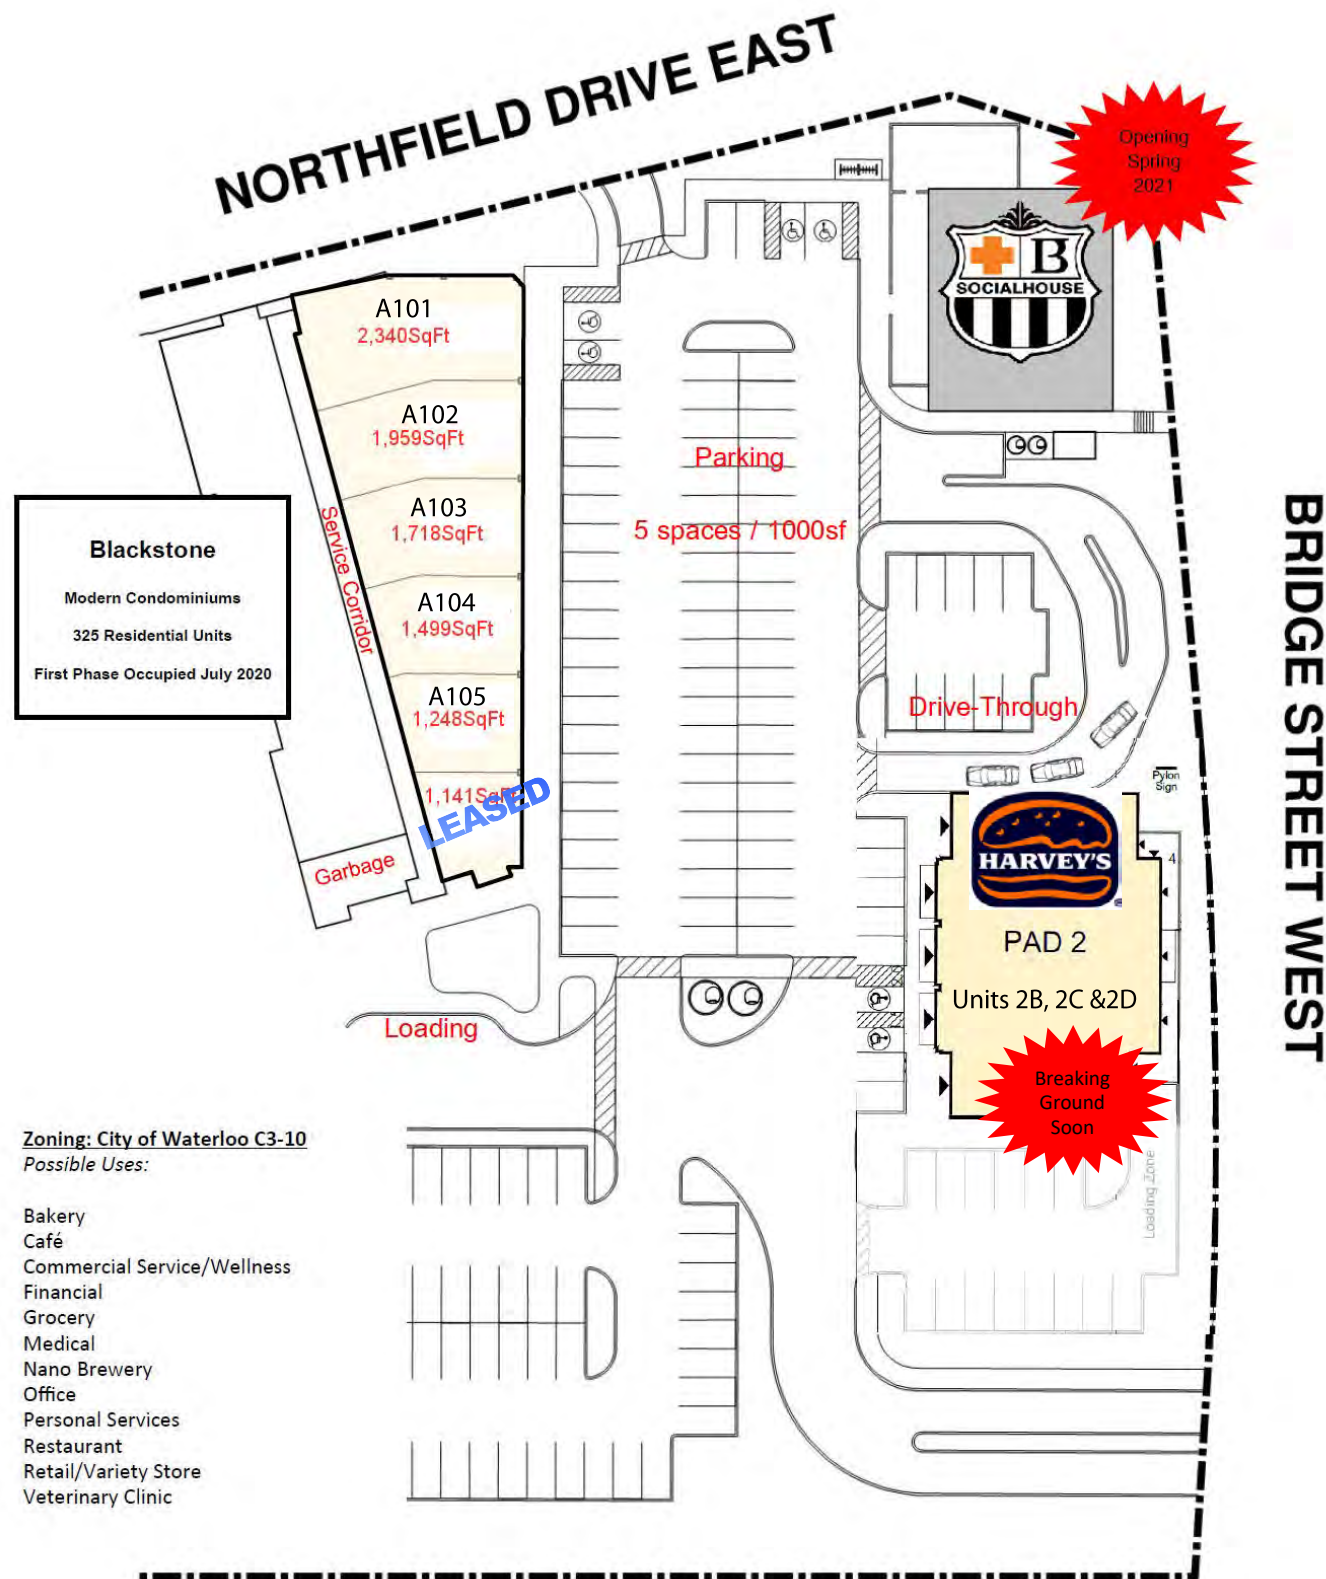 NORTHFIELD DRIVE EAST
Opening
Spring
2021
B
SOCIALHOUSE
A101
2,340SqFt
A102
1,959SqFt
A103
1,718SqFt
A104
1,499SqFt
A105
1,248SqFt
1,141SqFt
LEASED
Service Corridor
Garbage
Blackstone
Modern Condominiums
325 Residential Units
First Phase Occupied July 2020
Parking
5 spaces / 1000sf
Drive-Through
Pylon
Sign
BRIDGE STREET WEST
HARVEY'S
®
4
PAD 2
Units 2B, 2C &2D
Breaking
Ground
Soon
Loading Zone
Loading
Zoning: City of Waterloo C3-10
Possible Uses:
Bakery
Café
Commercial Service/Wellness
Financial
Grocery
Medical
Nano Brewery
Office
Personal Services
Restaurant
Retail/Variety Store
Veterinary Clinic